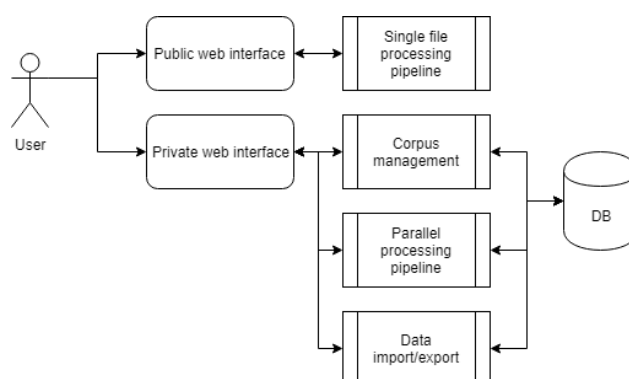 Public web interface
Single file
processing
pipeline
User
Private web interface
Corpus
management
DB
Parallel
processing
pipeline
Data
import/export